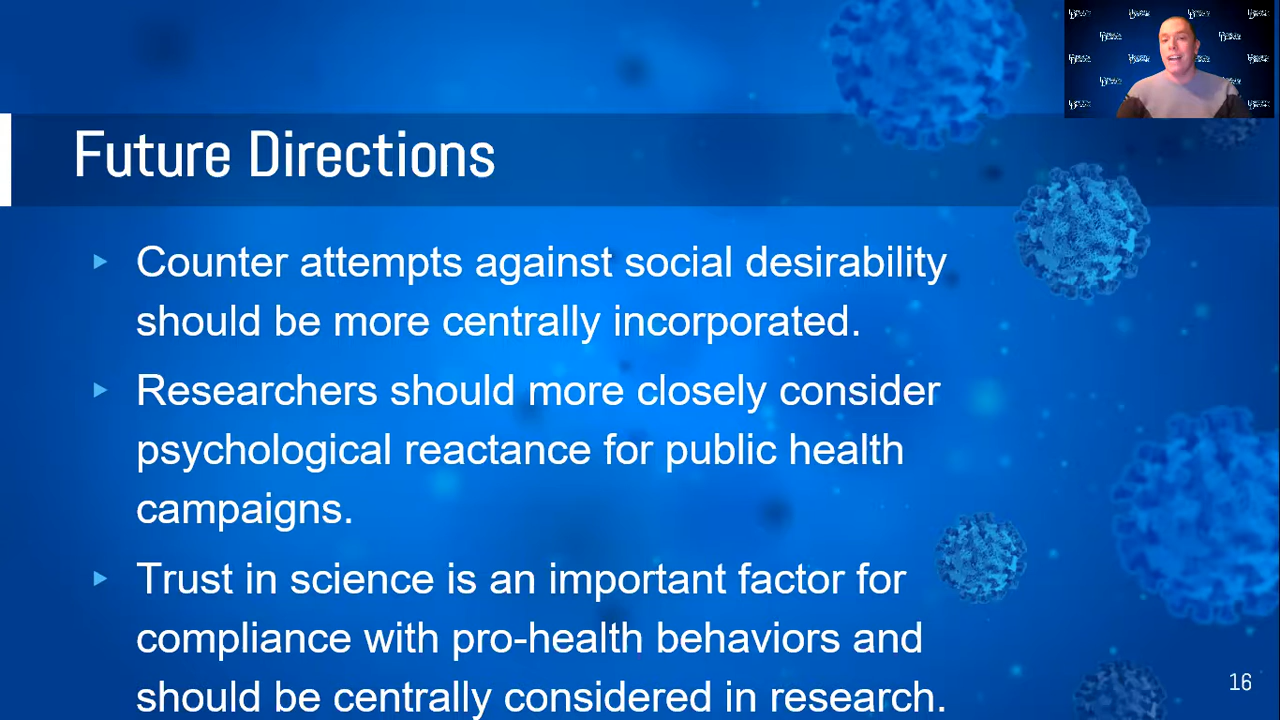 Future Directions
Counter attempts against social desirability
should be more centrally incorporated.
Researchers should more closely consider
psychological reactance for public health
campaigns.
Trust in science is an important factor for
compliance with pro-health behaviors and
should be centrally considered in research.
16